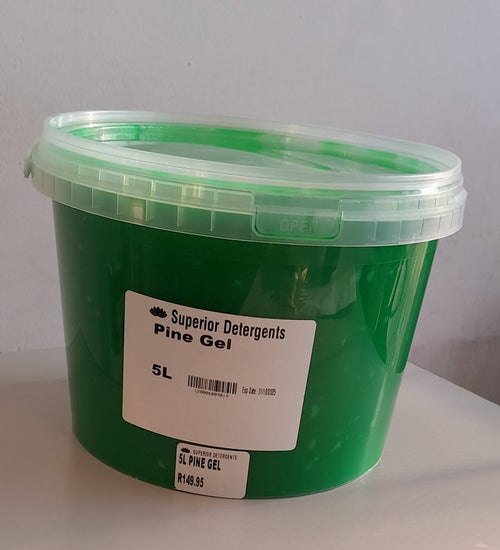 OPEN
Superior Detergents
Pine Gel
5L
Exp Date: 31/10/2025
SUPERIOR DETERGENTS
5L PINE GEL
R149.95